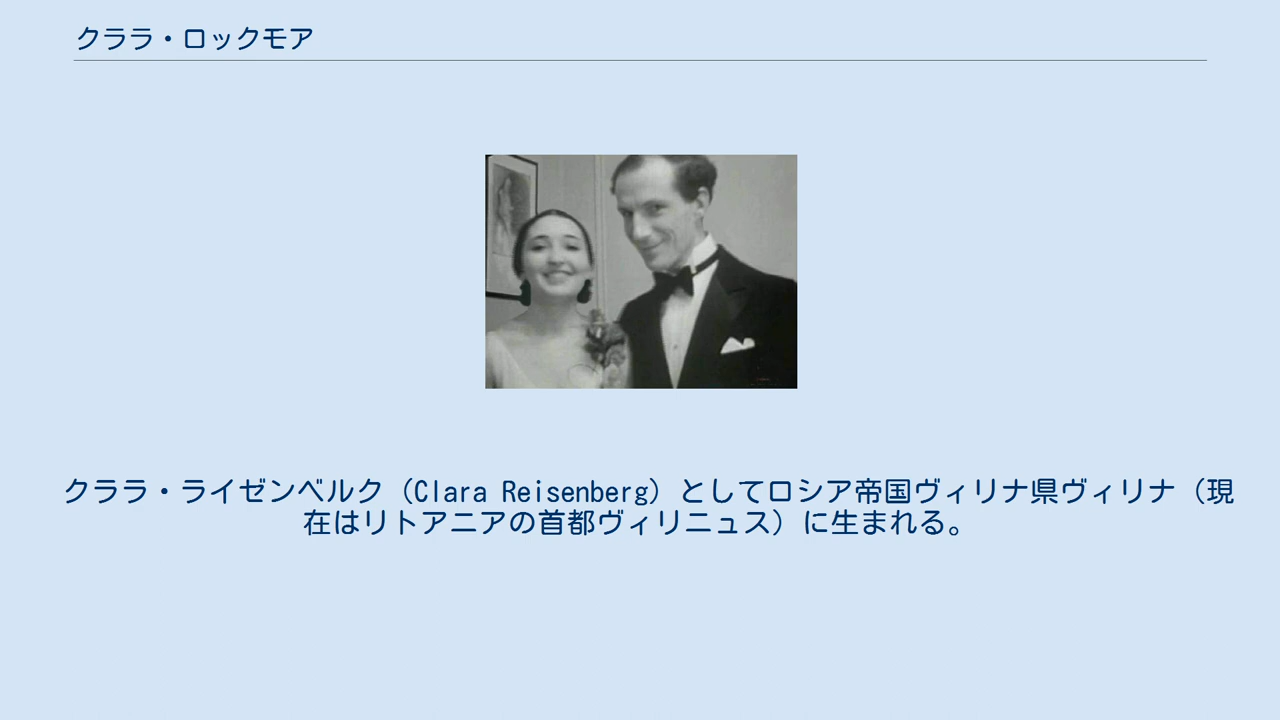 クララ・ロックモア
クララ・ライゼンベルク（Clara Reisenberg）としてロシア帝国ヴィリナ県ヴィリナ（現
在はリトアニアの首都ヴィリニュス）に生まれる。